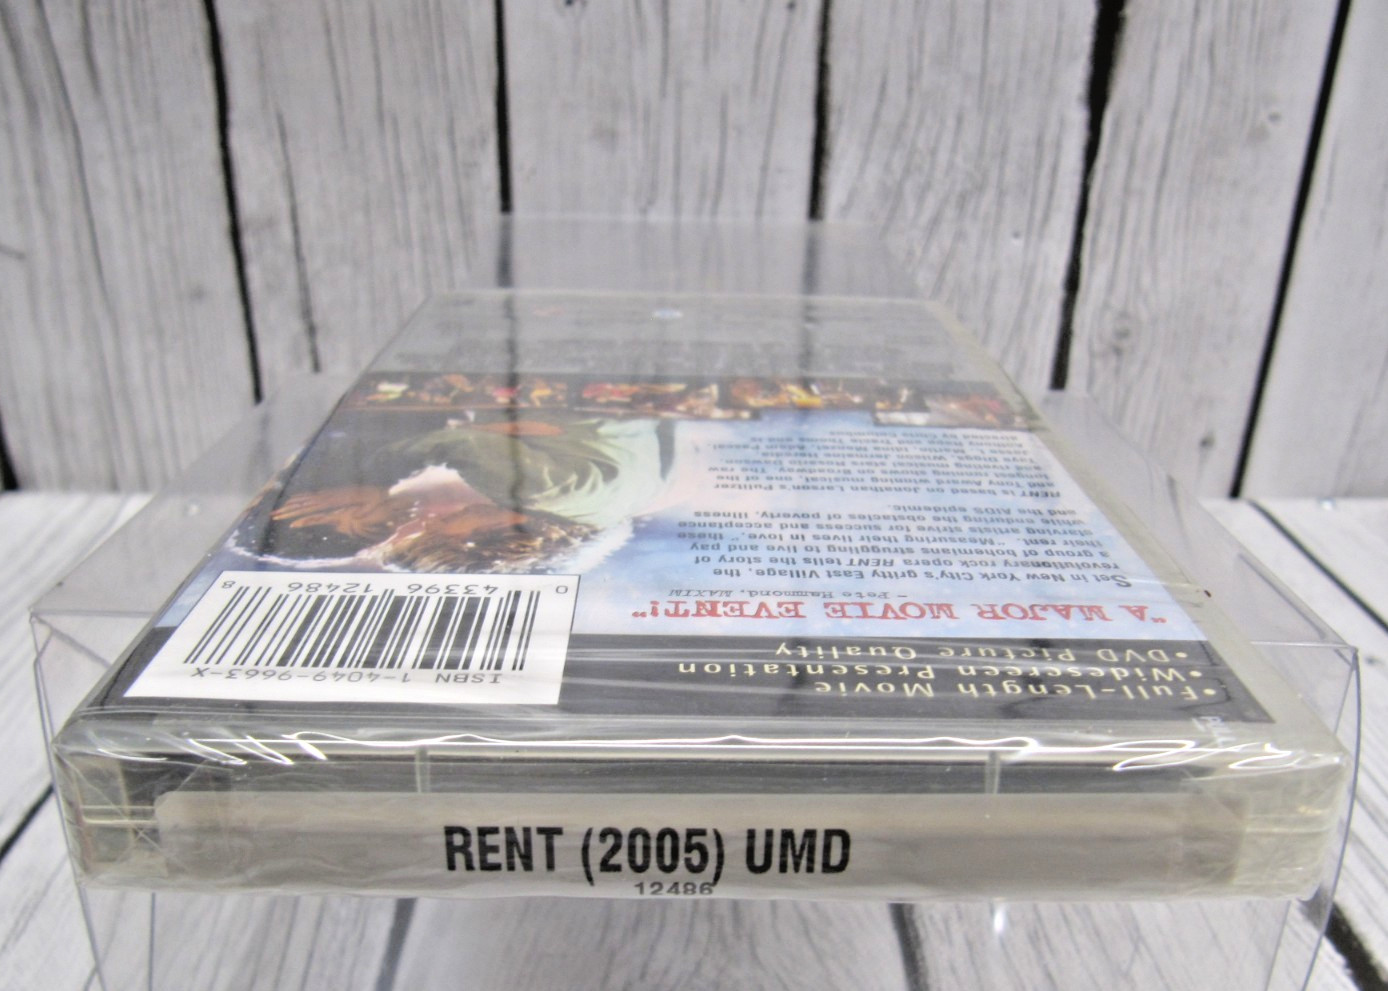 •Full-Length Movie
•Widescreen Presentation
•DVD Picture Quality
"A MAJOR MOVIE EVENT!"
– Pete Hammond, MAXIM
Set in New York City's gritty East Village, the
revolutionary rock opera RENT tells the story of
a group of bohemians struggling to live and pay
their rent. "Measuring their lives in love," these
starving artists strive for success and acceptance
while enduring the obstacles of poverty, illness
and the AIDS epidemic.
RENT is based on Jonathan Larson's Pulitzer
and Tony Award winning musical, one of the
longest running shows on Broadway. The raw
and riveting musical stars Rosario Dawson
Taye Diggs, Wilson Jermaine Heredia,
Jesse L. Martin, Idina Menzel, Adam Pascal,
Anthony Rapp and Tracie Thoms and is
directed by Chris Columbus.
ISBN 1-4049-9663-X
0 43396 12486 8
RENT (2005) UMD
12486